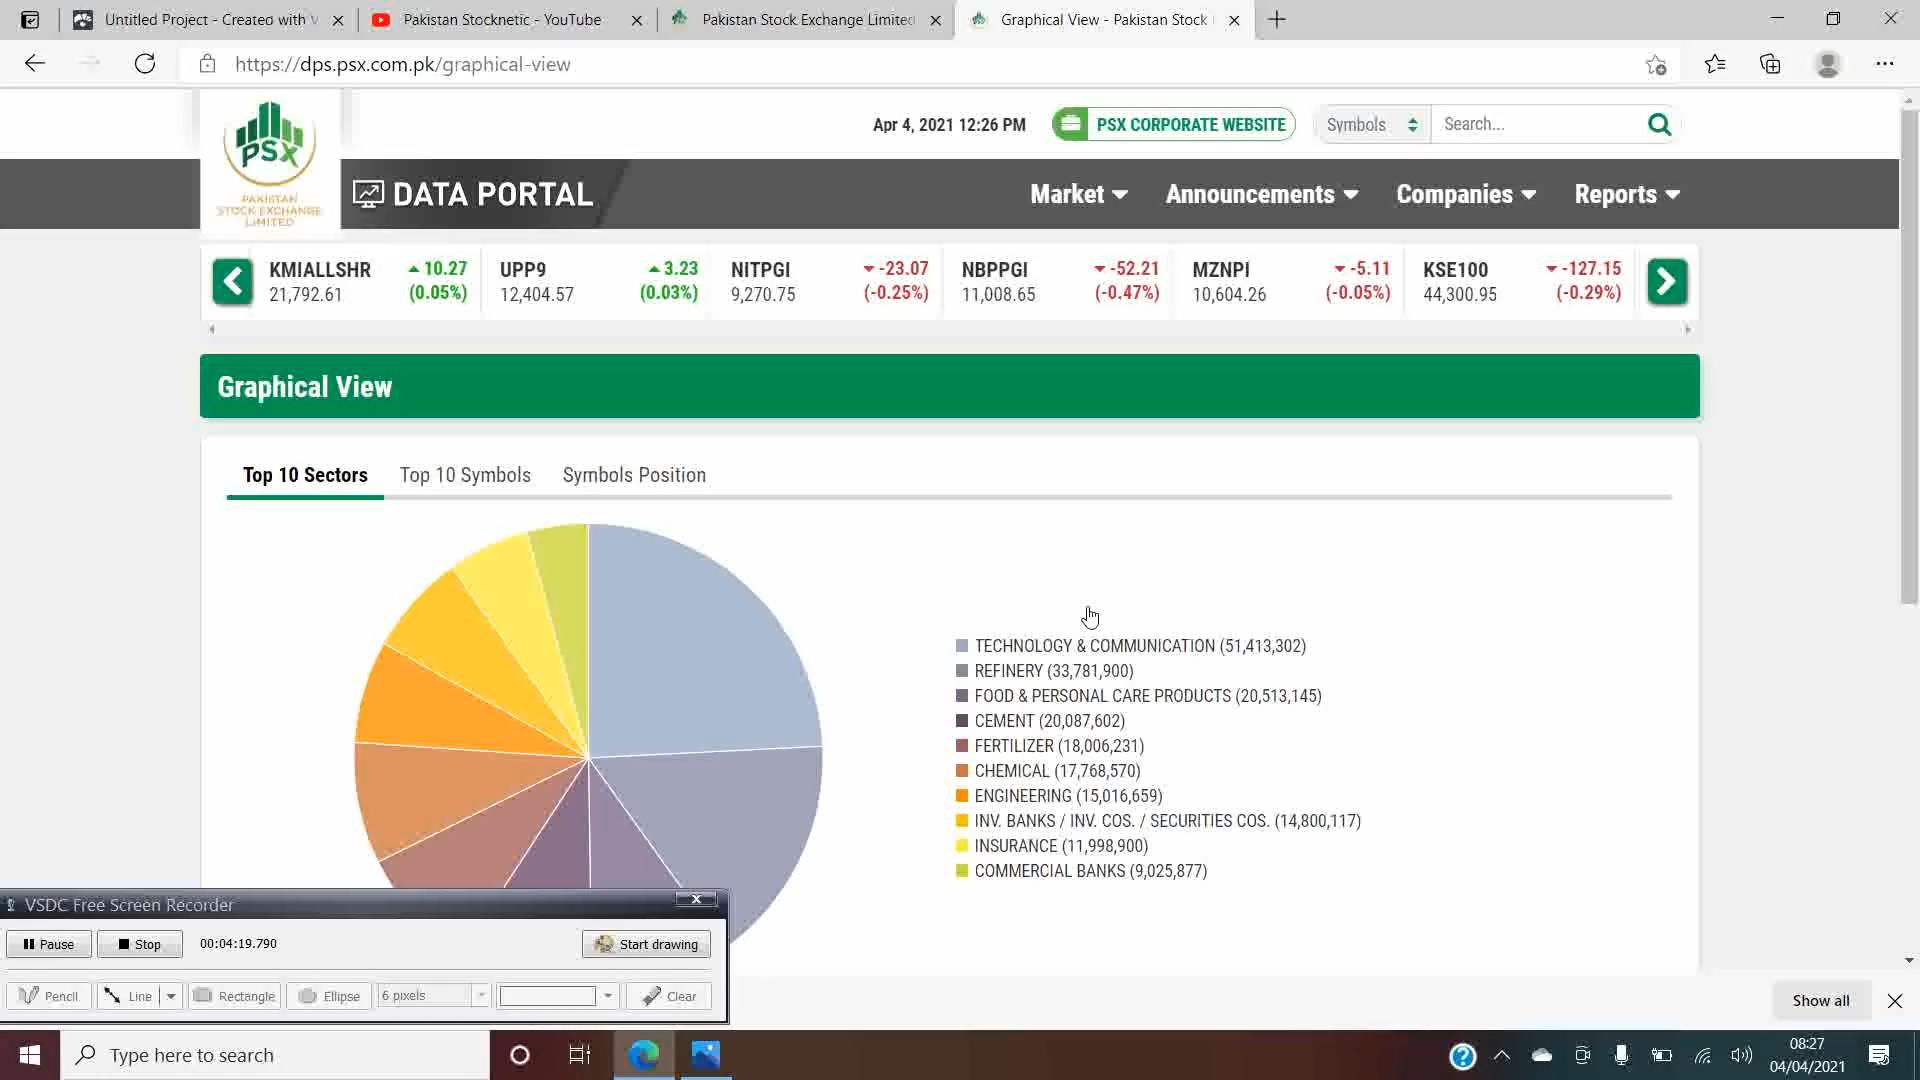 Untitled Project - Created with V
Pakistan Stocknetic - YouTube
Pakistan Stock Exchange Limited
Graphical View - Pakistan Stock
https://dps.psx.com.pk/graphical-view
PSX
PAKISTAN
STOCK EXCHANGE
LIMITED
Apr 4, 2021 12:26 PM
PSX CORPORATE WEBSITE
Symbols
Search...
DATA PORTAL
Market
Announcements
Companies
Reports
KMIALLSHR 10.27
21,792.61 (0.05%)
UPP9 3.23
12,404.57 (0.03%)
NITPGI -23.07
9,270.75 (-0.25%)
NBPPGI -52.21
11,008.65 (-0.47%)
MZNPI -5.11
10,604.26 (-0.05%)
KSE100 -127.15
44,300.95 (-0.29%)
Graphical View
Top 10 Sectors
Top 10 Symbols
Symbols Position
TECHNOLOGY & COMMUNICATION (51,413,302)
REFINERY (33,781,900)
FOOD & PERSONAL CARE PRODUCTS (20,513,145)
CEMENT (20,087,602)
FERTILIZER (18,006,231)
CHEMICAL (17,768,570)
ENGINEERING (15,016,659)
INV. BANKS / INV. COS. / SECURITIES COS. (14,800,117)
INSURANCE (11,998,900)
COMMERCIAL BANKS (9,025,877)
VSDC Free Screen Recorder
Pause
Stop
00:04:19.790
Start drawing
Pencil
Line
Rectangle
Ellipse
6 pixels
Clear
Show all
Type here to search
08:27
04/04/2021